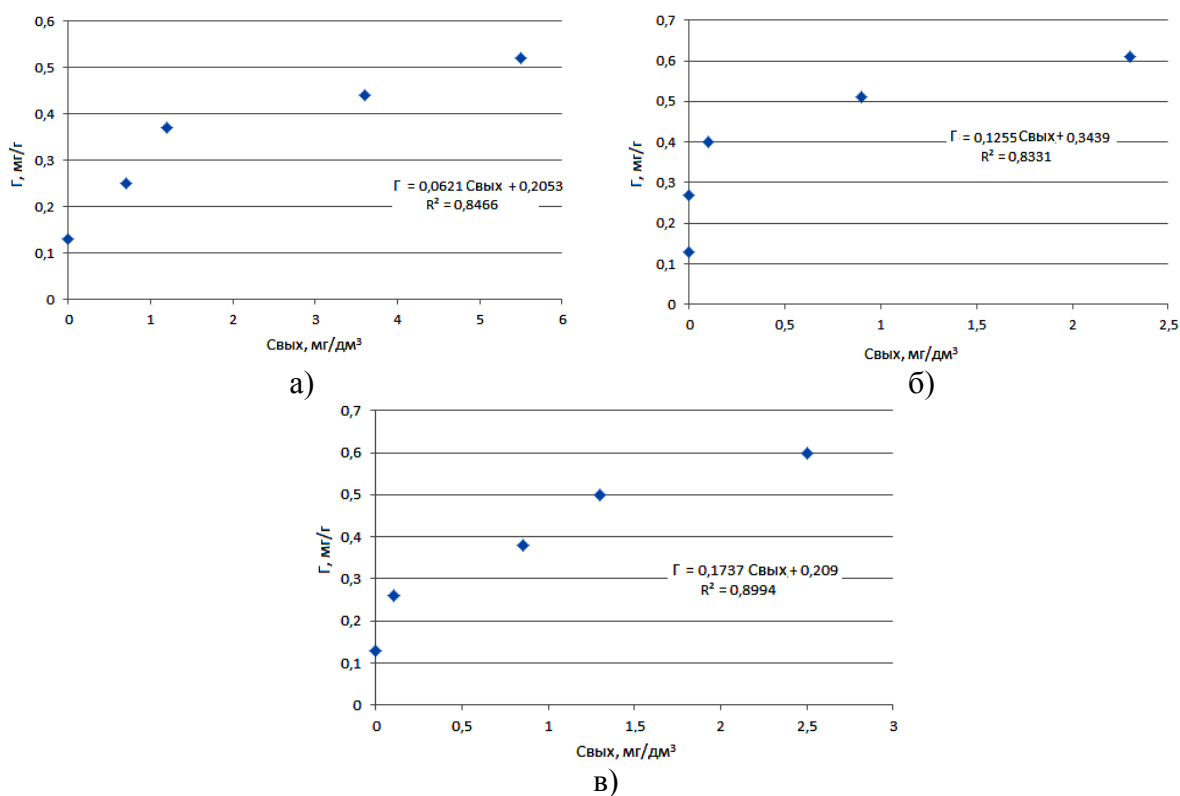 0,6
0,5
0,4
0,3
0,2
0,1
0
Г, мг/г
Г = 0,0621 Свых + 0,2053
R² = 0,8466
0 1 2 3 4 5 6
Свых, мг/дм³
а)
0,7
0,6
0,5
0,4
0,3
0,2
0,1
0
Г, мг/г
Г = 0,1255 Свых + 0,3439
R² = 0,8331
0 0,5 1 1,5 2 2,5
Свых, мг/дм³
б)
0,7
0,6
0,5
0,4
0,3
0,2
0,1
0
Г, мг/г
Г = 0,1737 Свых + 0,209
R² = 0,8994
0 0,5 1 1,5 2 2,5 3
Свых, мг/дм³
в)